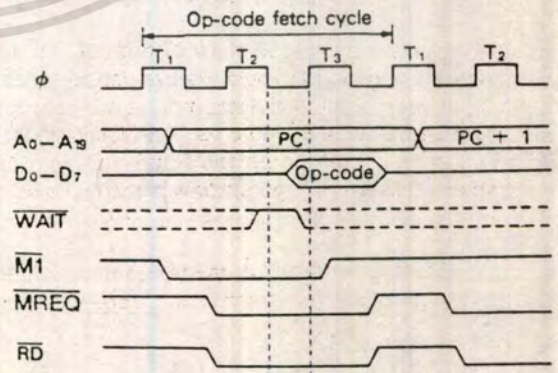 Op-code fetch cycle
T1 T2 T3 T1 T2
φ
A0—A19 PC PC + 1
D0—D7 Op-code
WAIT
M1
MREQ
RD